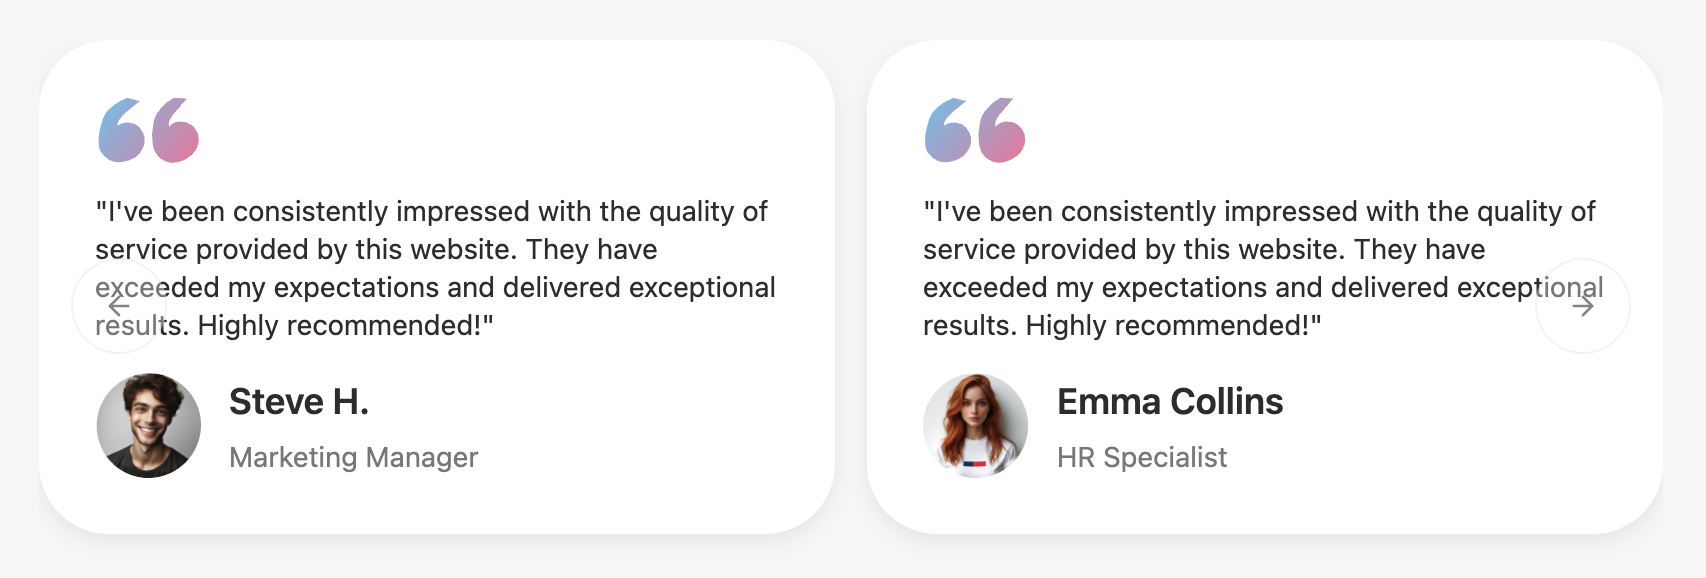 "I've been consistently impressed with the quality of
service provided by this website. They have
exceeded my expectations and delivered exceptional
results. Highly recommended!"
Steve H.
Marketing Manager
"I've been consistently impressed with the quality of
service provided by this website. They have
exceeded my expectations and delivered exceptional
results. Highly recommended!"
Emma Collins
HR Specialist